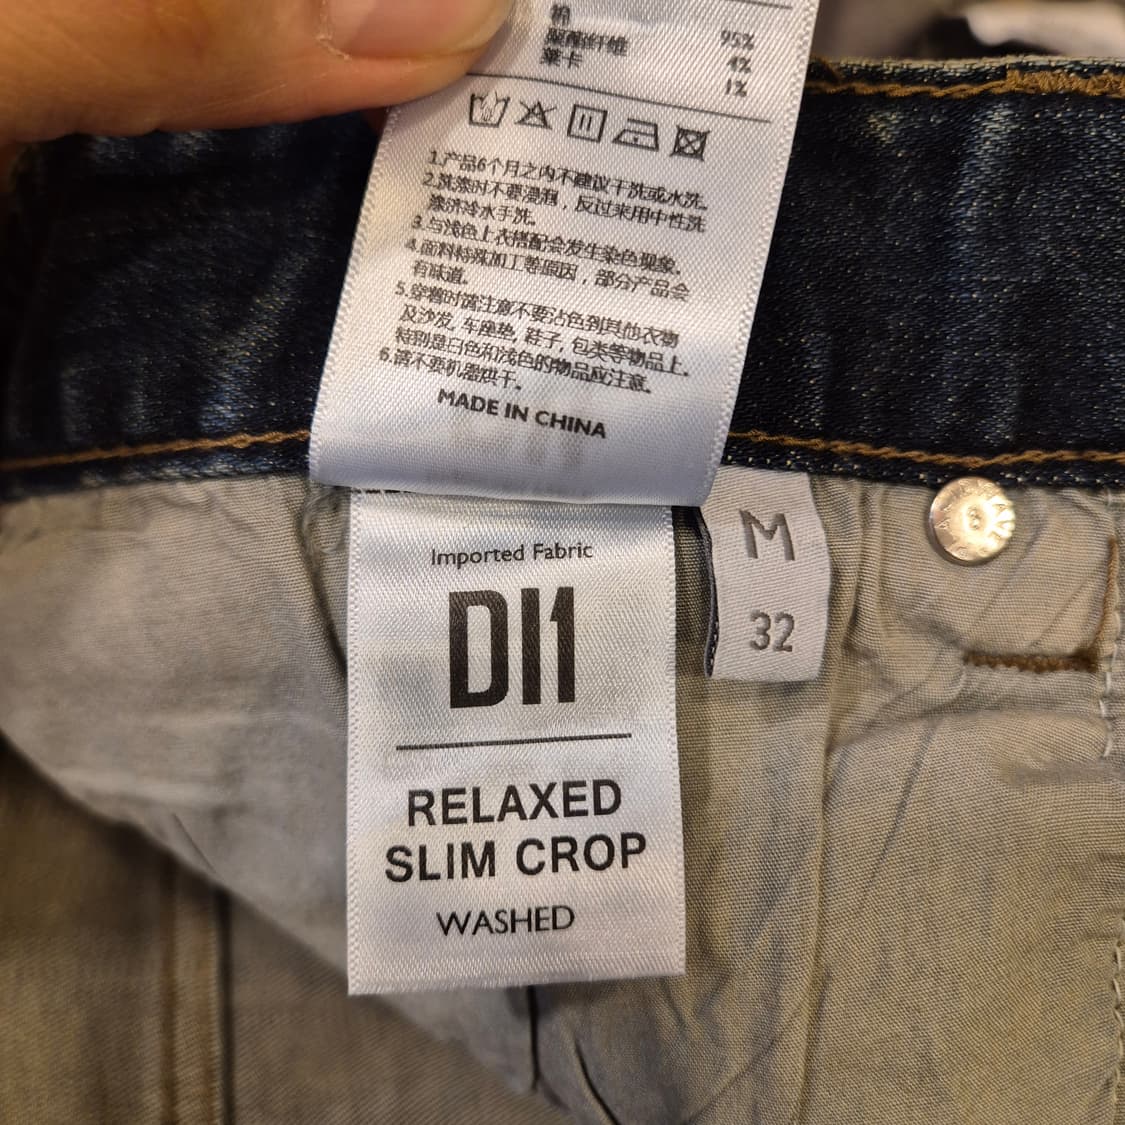 棉 95%
聚酯纤维 4%
莱卡 1%
1.产品6个月之内不建议干洗或水洗。
2.洗涤时不要浸泡，反过来用中性洗
涤济冷水手洗。
3.与浅色上衣搭配会发生染色现象。
4.面料特殊加工等原因，部分产品会
有味道。
5.穿着时需注意不要沾色到其他衣物
及沙发, 车座垫, 鞋子, 包类等物品上。
特别是白色和浅色的物品应注意。
6.请不要机器烘干。
MADE IN CHINA
Imported Fabric
DI1
RELAXED
SLIM CROP
WASHED
M
32